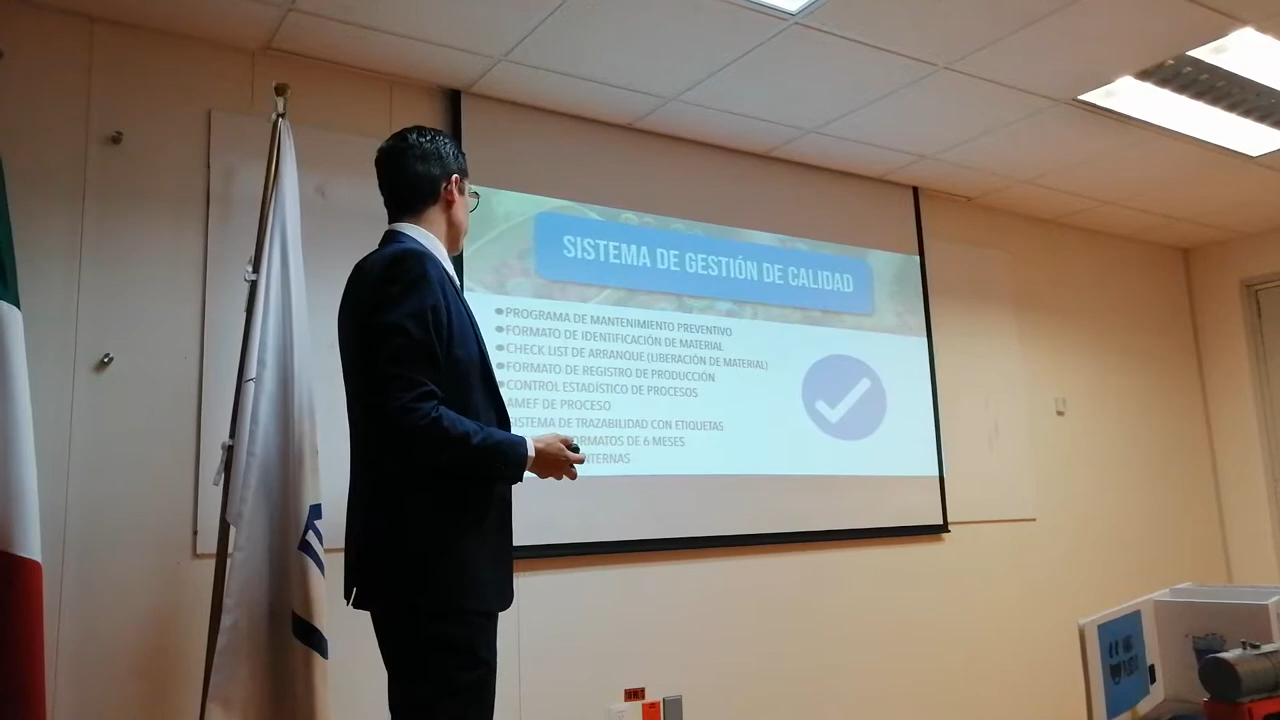 SISTEMA DE GESTIÓN DE CALIDAD
PROGRAMA DE MANTENIMIENTO PREVENTIVO
FORMATO DE IDENTIFICACIÓN DE MATERIAL
CHECK LIST DE ARRANQUE (LIBERACIÓN DE MATERIAL)
FORMATO DE REGISTRO DE PRODUCCIÓN
CONTROL ESTADÍSTICO DE PROCESOS
AMEF DE PROCESO
SISTEMA DE TRAZABILIDAD CON ETIQUETAS
FORMATOS DE 6 MESES
INTERNAS